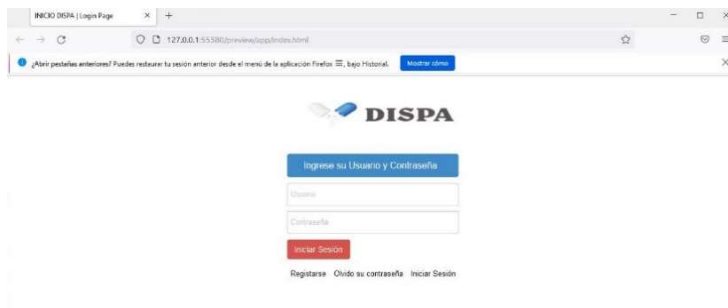 INICIO DISPA | Login Page
127.0.0.1:55380/preview/app/index.html
¿Abrir pestañas anteriores? Puedes restaurar tu sesión anterior desde el menú de la aplicación Firefox ☰, bajo Historial. Mostrar cómo
DISPA
Ingrese su Usuario y Contraseña
Usuario
Contraseña
Iniciar Sesión
Registarse Olvido su contraseña Iniciar Sesión